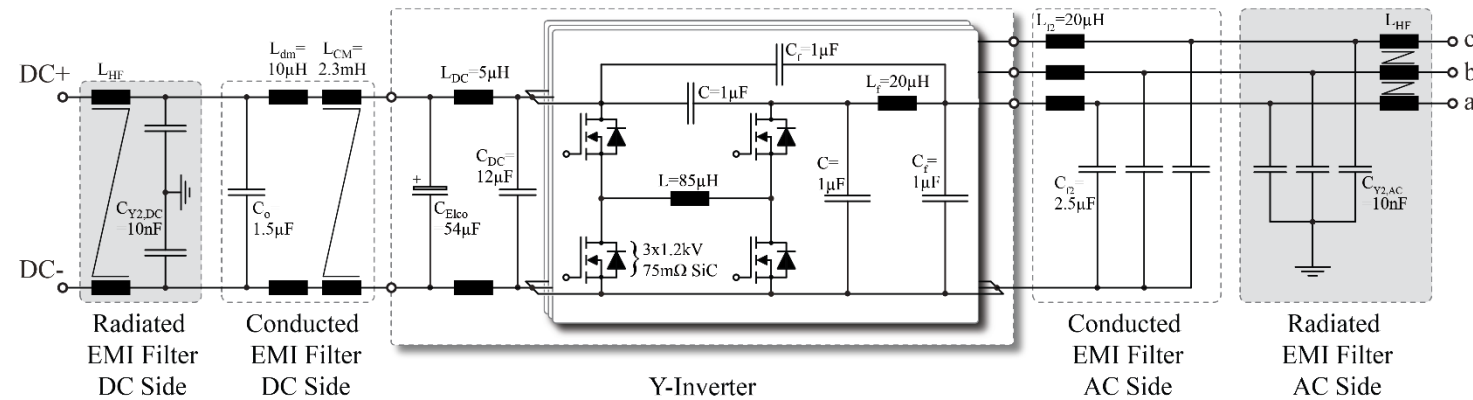 DC+
DC-
L_HF
C_Y2,DC
=10nF
Radiated
EMI Filter
DC Side
L_dm=
10µH
L_CM=
2.3mH
C_o
1.5µF
Conducted
EMI Filter
DC Side
L_DC=5µH
+
C_Elco
=54µF
C_DC=
12µF
C_f=1µF
C=1µF
L_f=20µH
L=85µH
3x1.2kV
75mΩ SiC
C=
1µF
C_f=
1µF
Y-Inverter
L_f2=20µH
C_f2=
2.5µF
Conducted
EMI Filter
AC Side
L_HF
c
b
a
C_Y2,AC
=10nF
Radiated
EMI Filter
AC Side